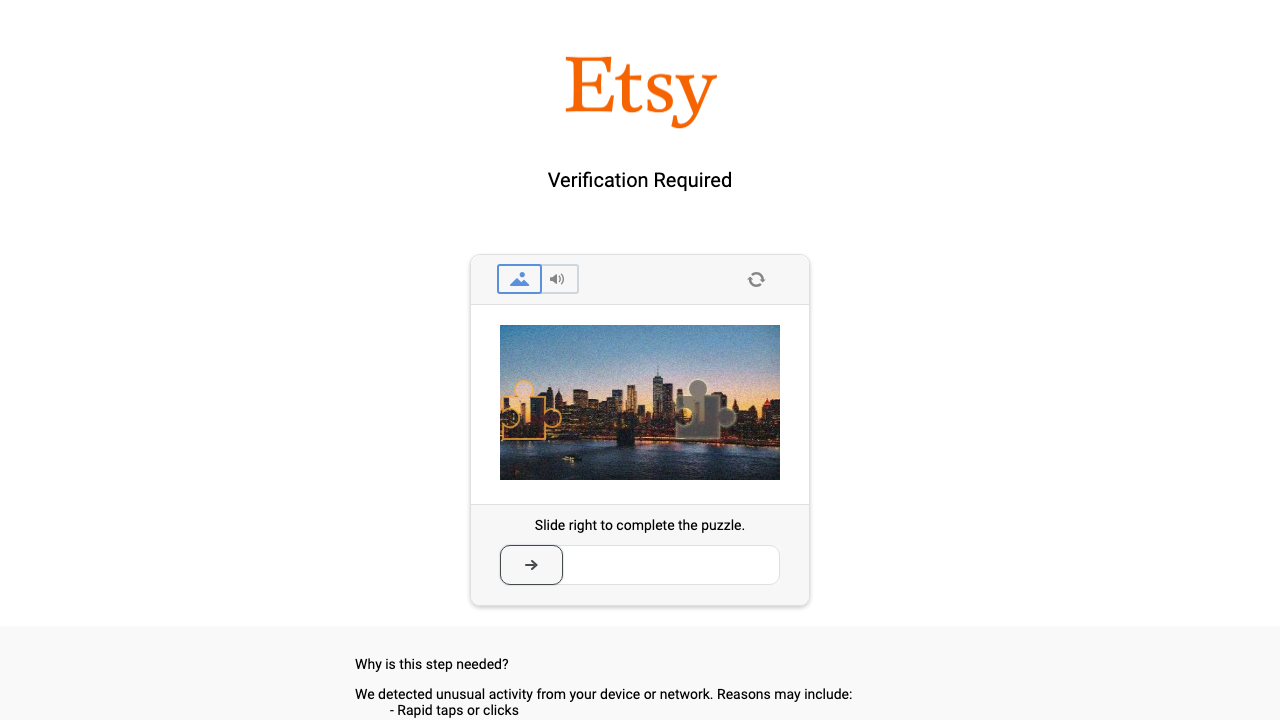 Etsy
Verification Required
Slide right to complete the puzzle.
Why is this step needed?
We detected unusual activity from your device or network. Reasons may include:
- Rapid taps or clicks